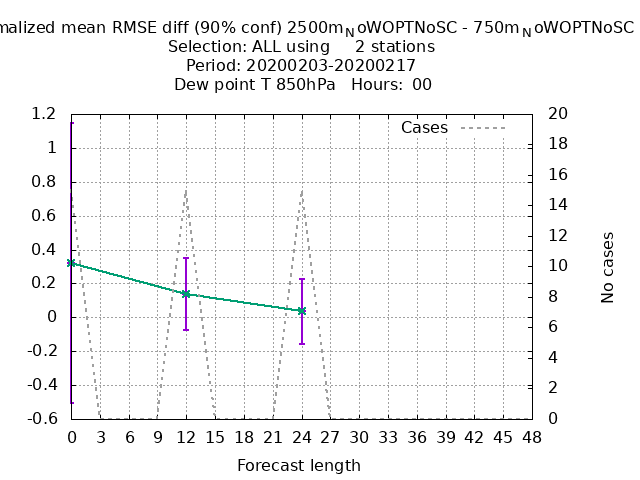 malized mean RMSE diff (90% conf) 2500mNoWOPTNoSC - 750mNoWOPTNoSC
Selection: ALL using 2 stations
Period: 20200203-20200217
Dew point T 850hPa Hours: 00
Cases
1.2
1
0.8
0.6
0.4
0.2
0
-0.2
-0.4
-0.6
20
18
16
14
12
10
8
6
4
2
0
No cases
0 3 6 9 12 15 18 21 24 27 30 33 36 39 42 45 48
Forecast length